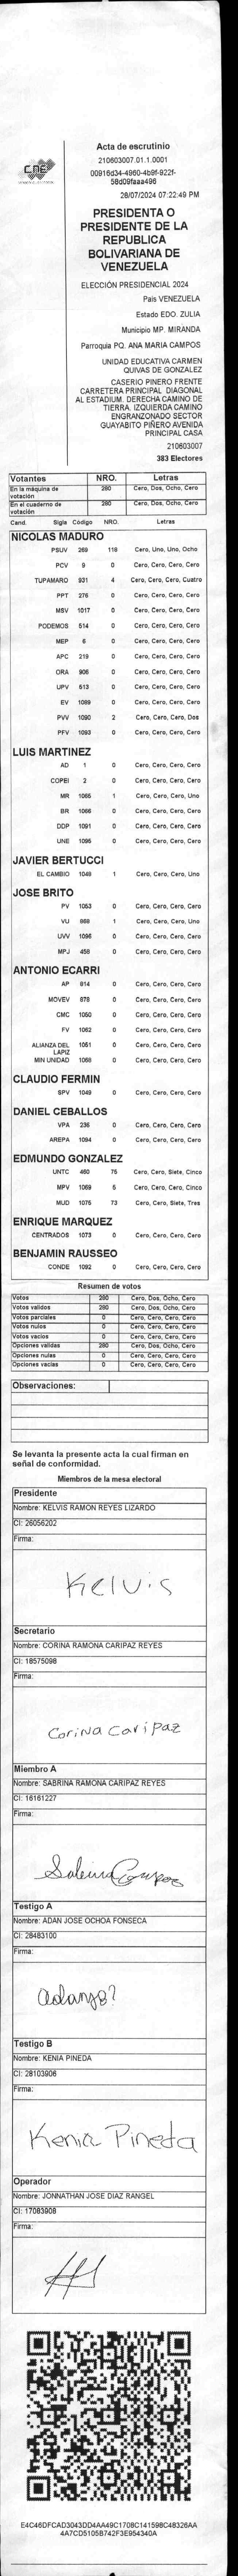 CNE
Acta de escrutinio
210603007.01.1.0001
00916d34-4960-4b9f-922f-
58d09faaa496
28/07/2024 07:22:49 PM
PRESIDENTA O
PRESIDENTE DE LA
REPUBLICA
BOLIVARIANA DE
VENEZUELA
ELECCIÓN PRESIDENCIAL 2024
Pais VENEZUELA
Estado EDO. ZULIA
Municipio MP. MIRANDA
Parroquia PQ. ANA MARIA CAMPOS
UNIDAD EDUCATIVA CARMEN
QUIVAS DE GONZALEZ
CASERIO PINERO FRENTE
CARRETERA PRINCIPAL DIAGONAL
AL ESTADIUM. DERECHA CAMINO DE
TIERRA. IZQUIERDA CAMINO
ENGRANZONADO SECTOR
GUAYABITO PIÑERO AVENIDA
PRINCIPAL CASA
210603007
383 Electores
Votantes NRO. Letras
En la máquina de votación 280 Cero, Dos, Ocho, Cero
En el cuaderno de votación 280 Cero, Dos, Ocho, Cero
Cand. Sigla Código NRO. Letras
NICOLAS MADURO
PSUV 269 118 Cero, Uno, Uno, Ocho
PCV 9 0 Cero, Cero, Cero, Cero
TUPAMARO 931 4 Cero, Cero, Cero, Cuatro
PPT 276 0 Cero, Cero, Cero, Cero
MSV 1017 0 Cero, Cero, Cero, Cero
PODEMOS 514 0 Cero, Cero, Cero, Cero
MEP 6 0 Cero, Cero, Cero, Cero
APC 219 0 Cero, Cero, Cero, Cero
ORA 906 0 Cero, Cero, Cero, Cero
UPV 513 0 Cero, Cero, Cero, Cero
EV 1089 0 Cero, Cero, Cero, Cero
PVV 1090 2 Cero, Cero, Cero, Dos
PFV 1093 0 Cero, Cero, Cero, Cero
LUIS MARTINEZ
AD 1 0 Cero, Cero, Cero, Cero
COPEI 2 0 Cero, Cero, Cero, Cero
MR 1065 1 Cero, Cero, Cero, Uno
BR 1066 0 Cero, Cero, Cero, Cero
DDP 1091 0 Cero, Cero, Cero, Cero
UNE 1095 0 Cero, Cero, Cero, Cero
JAVIER BERTUCCI
EL CAMBIO 1048 1 Cero, Cero, Cero, Uno
JOSE BRITO
PV 1053 0 Cero, Cero, Cero, Cero
VU 868 1 Cero, Cero, Cero, Uno
UVV 1096 0 Cero, Cero, Cero, Cero
MPJ 458 0 Cero, Cero, Cero, Cero
ANTONIO ECARRI
AP 814 0 Cero, Cero, Cero, Cero
MOVEV 878 0 Cero, Cero, Cero, Cero
CMC 1050 0 Cero, Cero, Cero, Cero
FV 1062 0 Cero, Cero, Cero, Cero
ALIANZA DEL LAPIZ 1051 0 Cero, Cero, Cero, Cero
MIN UNIDAD 1068 0 Cero, Cero, Cero, Cero
CLAUDIO FERMIN
SPV 1049 0 Cero, Cero, Cero, Cero
DANIEL CEBALLOS
VPA 236 0 Cero, Cero, Cero, Cero
AREPA 1094 0 Cero, Cero, Cero, Cero
EDMUNDO GONZALEZ
UNTC 460 75 Cero, Cero, Siete, Cinco
MPV 1069 5 Cero, Cero, Cero, Cinco
MUD 1075 73 Cero, Cero, Siete, Tres
ENRIQUE MARQUEZ
CENTRADOS 1073 0 Cero, Cero, Cero, Cero
BENJAMIN RAUSSEO
CONDE 1092 0 Cero, Cero, Cero, Cero
Resumen de votos
Votos 280 Cero, Dos, Ocho, Cero
Votos validos 280 Cero, Dos, Ocho, Cero
Votos parciales 0 Cero, Cero, Cero, Cero
Votos nulos 0 Cero, Cero, Cero, Cero
Votos vacios 0 Cero, Cero, Cero, Cero
Opciones validas 280 Cero, Dos, Ocho, Cero
Opciones nulas 0 Cero, Cero, Cero, Cero
Opciones vacias 0 Cero, Cero, Cero, Cero
Observaciones:
Se levanta la presente acta la cual firman en
señal de conformidad.
Miembros de la mesa electoral
Presidente
Nombre: KELVIS RAMON REYES LIZARDO
CI: 26056202
Firma:
Kelvis
Secretario
Nombre: CORINA RAMONA CARIPAZ REYES
CI: 18575098
Firma:
Corina Caripaz
Miembro A
Nombre: SABRINA RAMONA CARIPAZ REYES
CI: 16161227
Firma:
Testigo A
Nombre: ADAN JOSE OCHOA FONSECA
CI: 28483100
Firma:
Testigo B
Nombre: KENIA PINEDA
CI: 28103906
Firma:
Kenia Pineda
Operador
Nombre: JONNATHAN JOSE DIAZ RANGEL
CI: 17083908
Firma:
E4C46DFCAD3043DD4AA49C1708C141598C48326AA
4A7CD5105B742F3E954340A